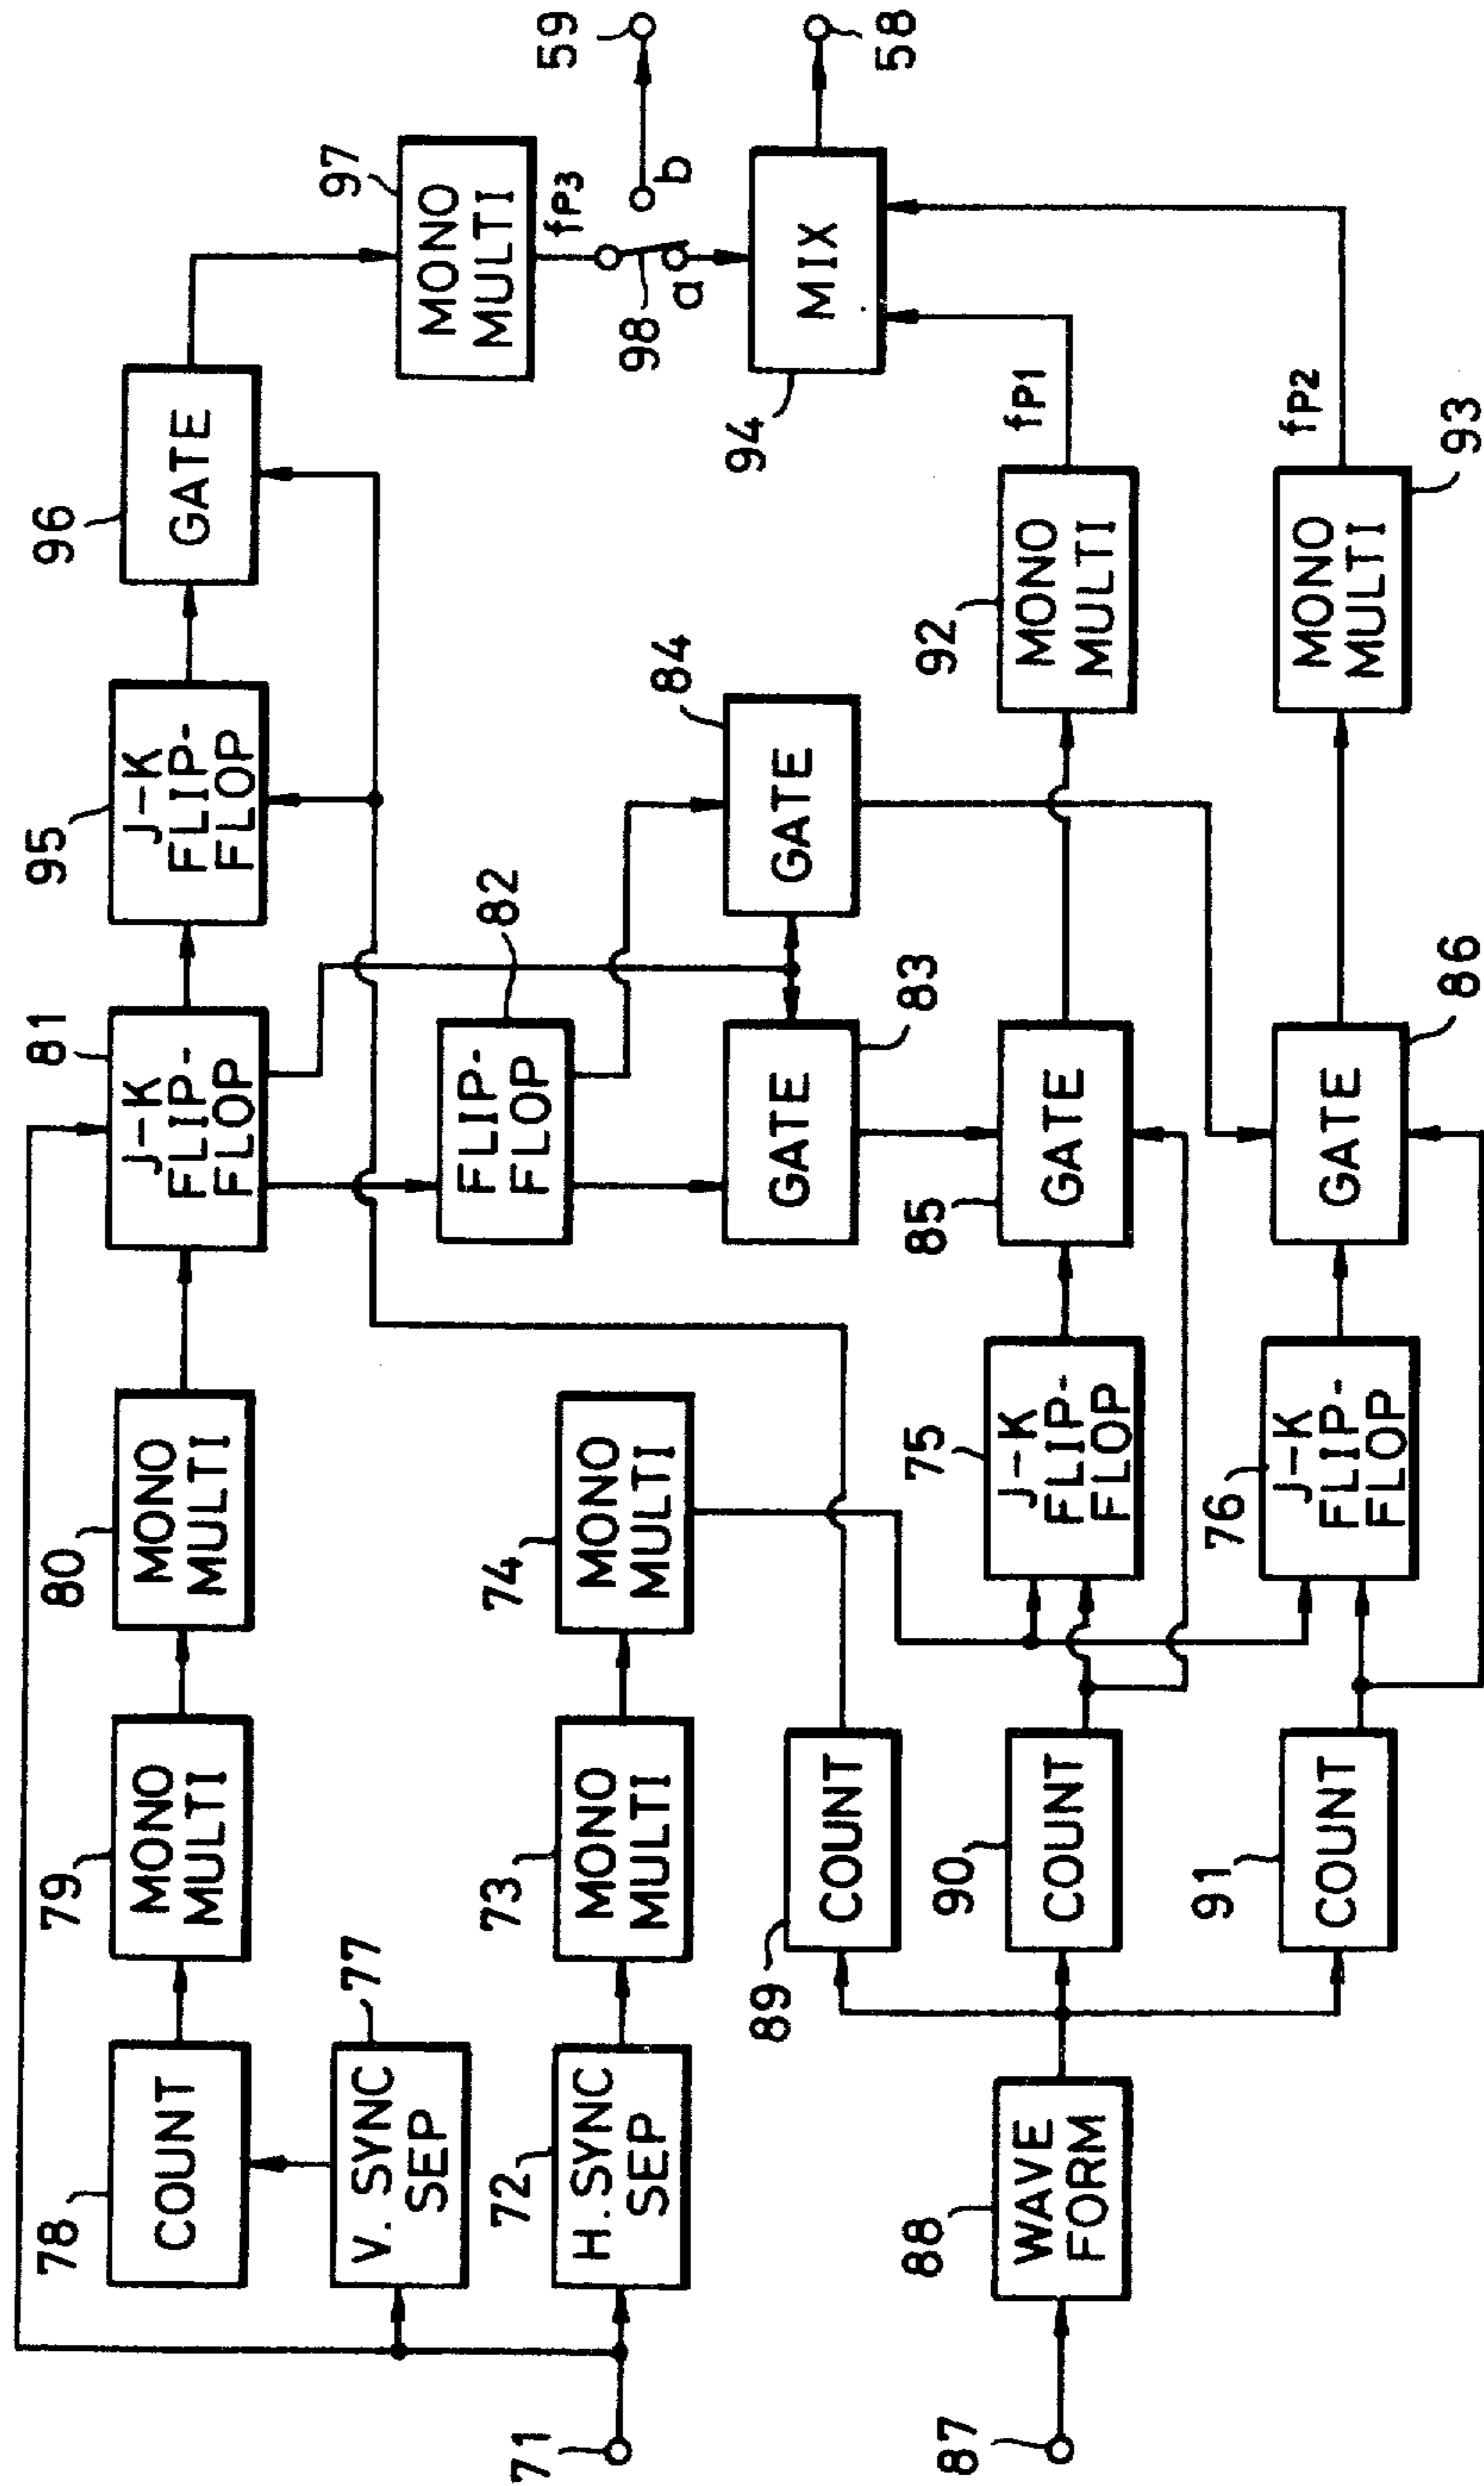 78
COUNT
79
MONO
MULTI
80
MONO
MULTI
81
J-K
FLIP-
FLOP
95
J-K
FLIP-
FLOP
96
GATE
97
MONO
MULTI
fP3
59
77
V. SYNC
SEP
82
FLIP-
FLOP
98
a
b
71
72
H.SYNC
SEP
73
MONO
MULTI
74
MONO
MULTI
83
GATE
84
GATE
94
MIX
58
89
COUNT
87
88
WAVE
FORM
90
COUNT
75
J-K
FLIP-
FLOP
85
GATE
92
MONO
MULTI
fP1
91
COUNT
76
J-K
FLIP-
FLOP
86
GATE
93
MONO
MULTI
fP2